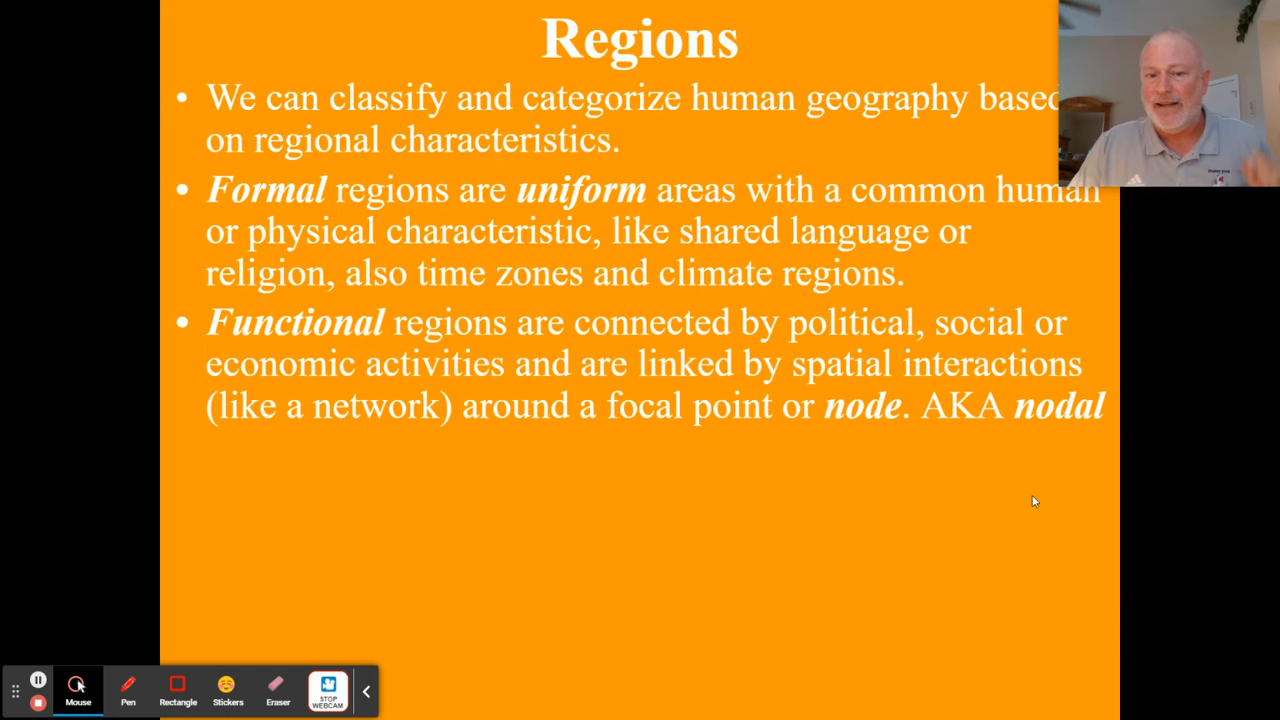 Regions
• We can classify and categorize human geography based
on regional characteristics.
• Formal regions are uniform areas with a common human
or physical characteristic, like shared language or
religion, also time zones and climate regions.
• Functional regions are connected by political, social or
economic activities and are linked by spatial interactions
(like a network) around a focal point or node. AKA nodal
Mouse
Pen
Rectangle
Stickers
Eraser
STOP
WEBCAM